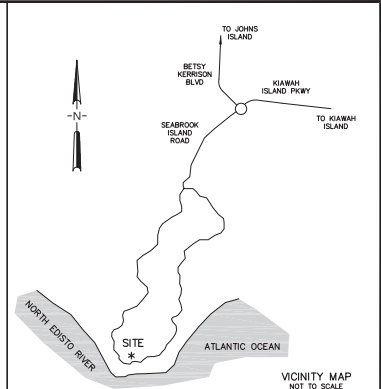 TO JOHNS
ISLAND
BETSY
KERRISON
BLVD
KIAWAH
ISLAND PKWY
TO KIAWAH
ISLAND
-N-
SEABROOK
ISLAND
ROAD
NORTH EDISTO RIVER
SITE
*
ATLANTIC OCEAN
VICINITY MAP
NOT TO SCALE